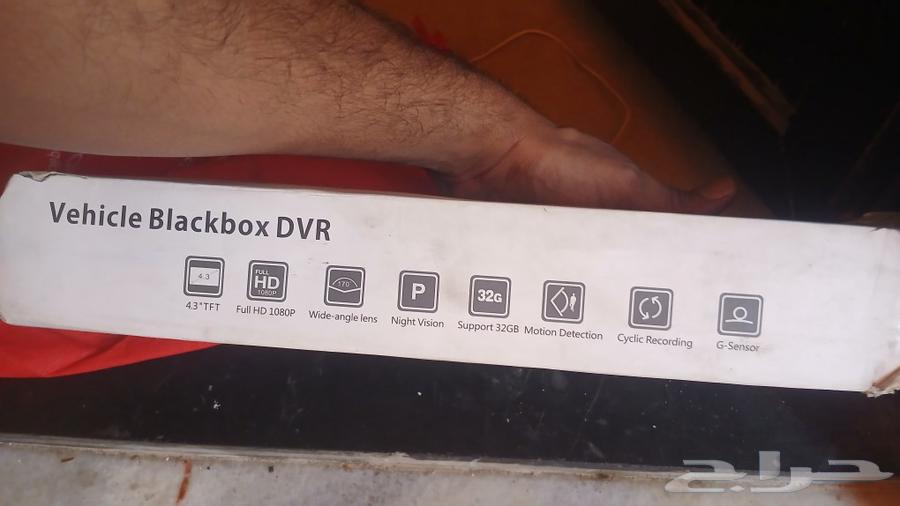 Vehicle Blackbox DVR
4.3
FULL
HD
1080P
170
P
32G
4.3"TFT
Full HD 1080P
Wide-angle lens
Night Vision
Support 32GB
Motion Detection
Cyclic Recording
G-Sensor
حراج